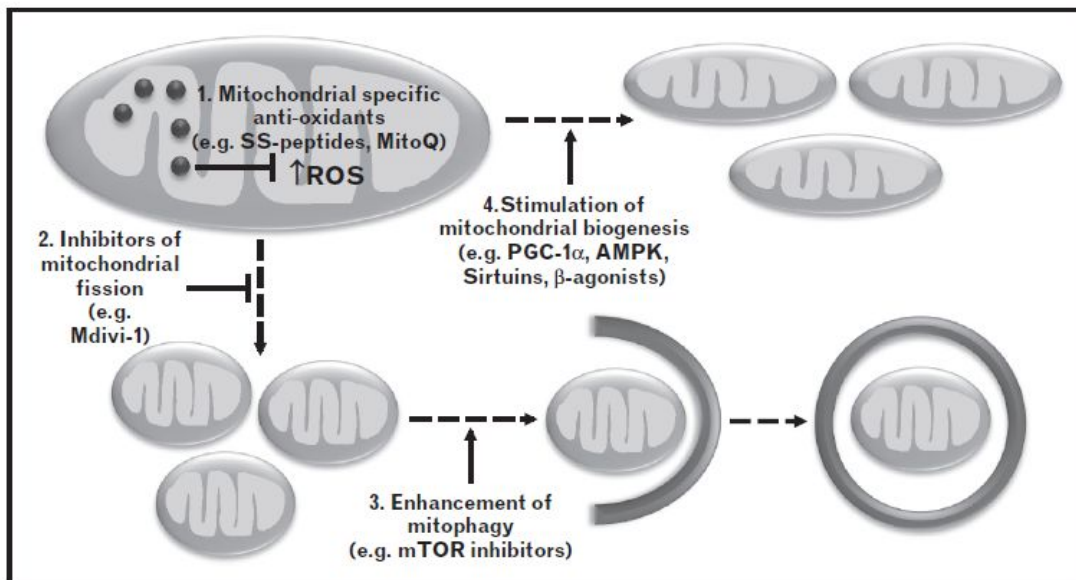 1. Mitochondrial specific
anti-oxidants
(e.g. SS-peptides, MitoQ)
↑ROS
4.Stimulation of
mitochondrial biogenesis
(e.g. PGC-1α, AMPK,
Sirtuins, β-agonists)
2. Inhibitors of
mitochondrial
fission
(e.g.
Mdivi-1)
3. Enhancement of
mitophagy
(e.g. mTOR inhibitors)